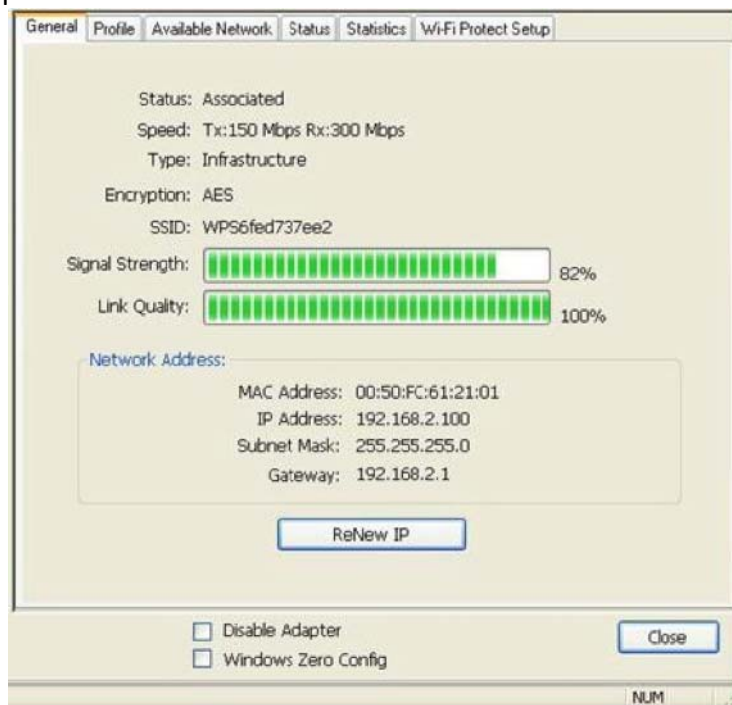 General Profile Available Network Status Statistics Wi-Fi Protect Setup
Status: Associated
Speed: Tx:150 Mbps Rx:300 Mbps
Type: Infrastructure
Encryption: AES
SSID: WPS6fed737ee2
Signal Strength: 82%
Link Quality: 100%
Network Address:
MAC Address: 00:50:FC:61:21:01
IP Address: 192.168.2.100
Subnet Mask: 255.255.255.0
Gateway: 192.168.2.1
ReNew IP
Disable Adapter
Close
Windows Zero Config
NUM